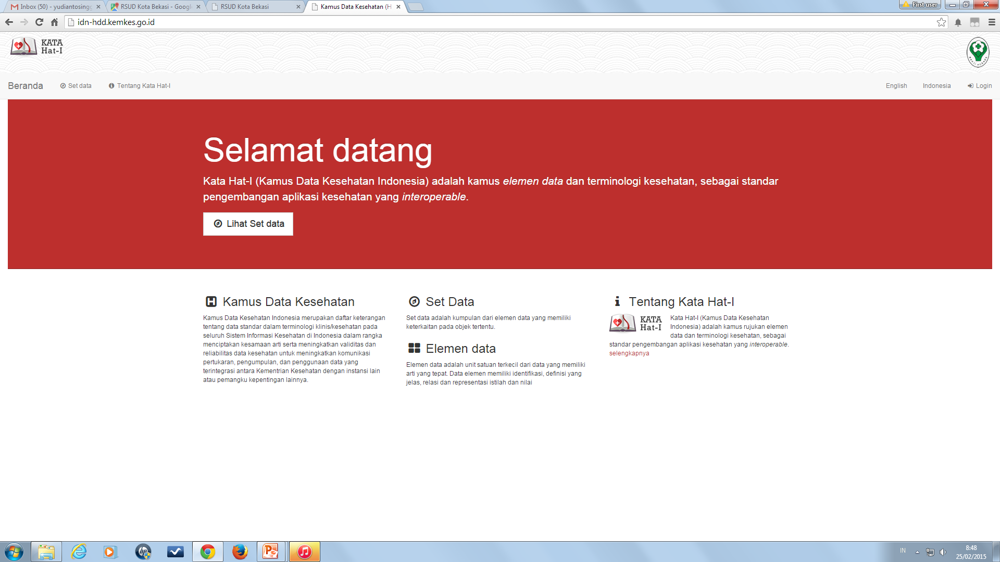 Inbox (50) - yudiantosingg
RSUD Kota Bekasi - Googl
RSUD Kota Bekasi
Kamus Data Kesehatan (H
First user
idn-hdd.kemkes.go.id
KATA
Hat-I
Beranda
Set data
Tentang Kata Hat-I
English
Indonesia
Login
Selamat datang
Kata Hat-I (Kamus Data Kesehatan Indonesia) adalah kamus elemen data dan terminologi kesehatan, sebagai standar
pengembangan aplikasi kesehatan yang interoperable.
Lihat Set data
Kamus Data Kesehatan
Kamus Data Kesehatan Indonesia merupakan daftar keterangan
tentang data standar dalam terminologi klinis/kesehatan pada
seluruh Sistem Informasi Kesehatan di Indonesia dalam rangka
menciptakan kesamaan arti serta meningkatkan validitas dan
reliabilitas data kesehatan untuk meningkatkan komunikasi
pertukaran, pengumpulan, dan penggunaan data yang
terintegrasi antara Kementrian Kesehatan dengan instansi lain
atau pemangku kepentingan lainnya.
Set Data
Set data adalah kumpulan dari elemen data yang memiliki
keterkaitan pada objek tertentu.
Elemen data
Elemen data adalah unit satuan terkecil dari data yang memiliki
arti yang tepat. Data elemen memiliki identifikasi, definisi yang
jelas, relasi dan representasi istilah dan nilai
Tentang Kata Hat-I
KATA
Hat-I
Kata Hat-I (Kamus Data Kesehatan
Indonesia) adalah kamus rujukan elemen
data dan terminologi kesehatan, sebagai
standar pengembangan aplikasi kesehatan yang interoperable.
selengkapnya
IN
8:48
25/02/2015